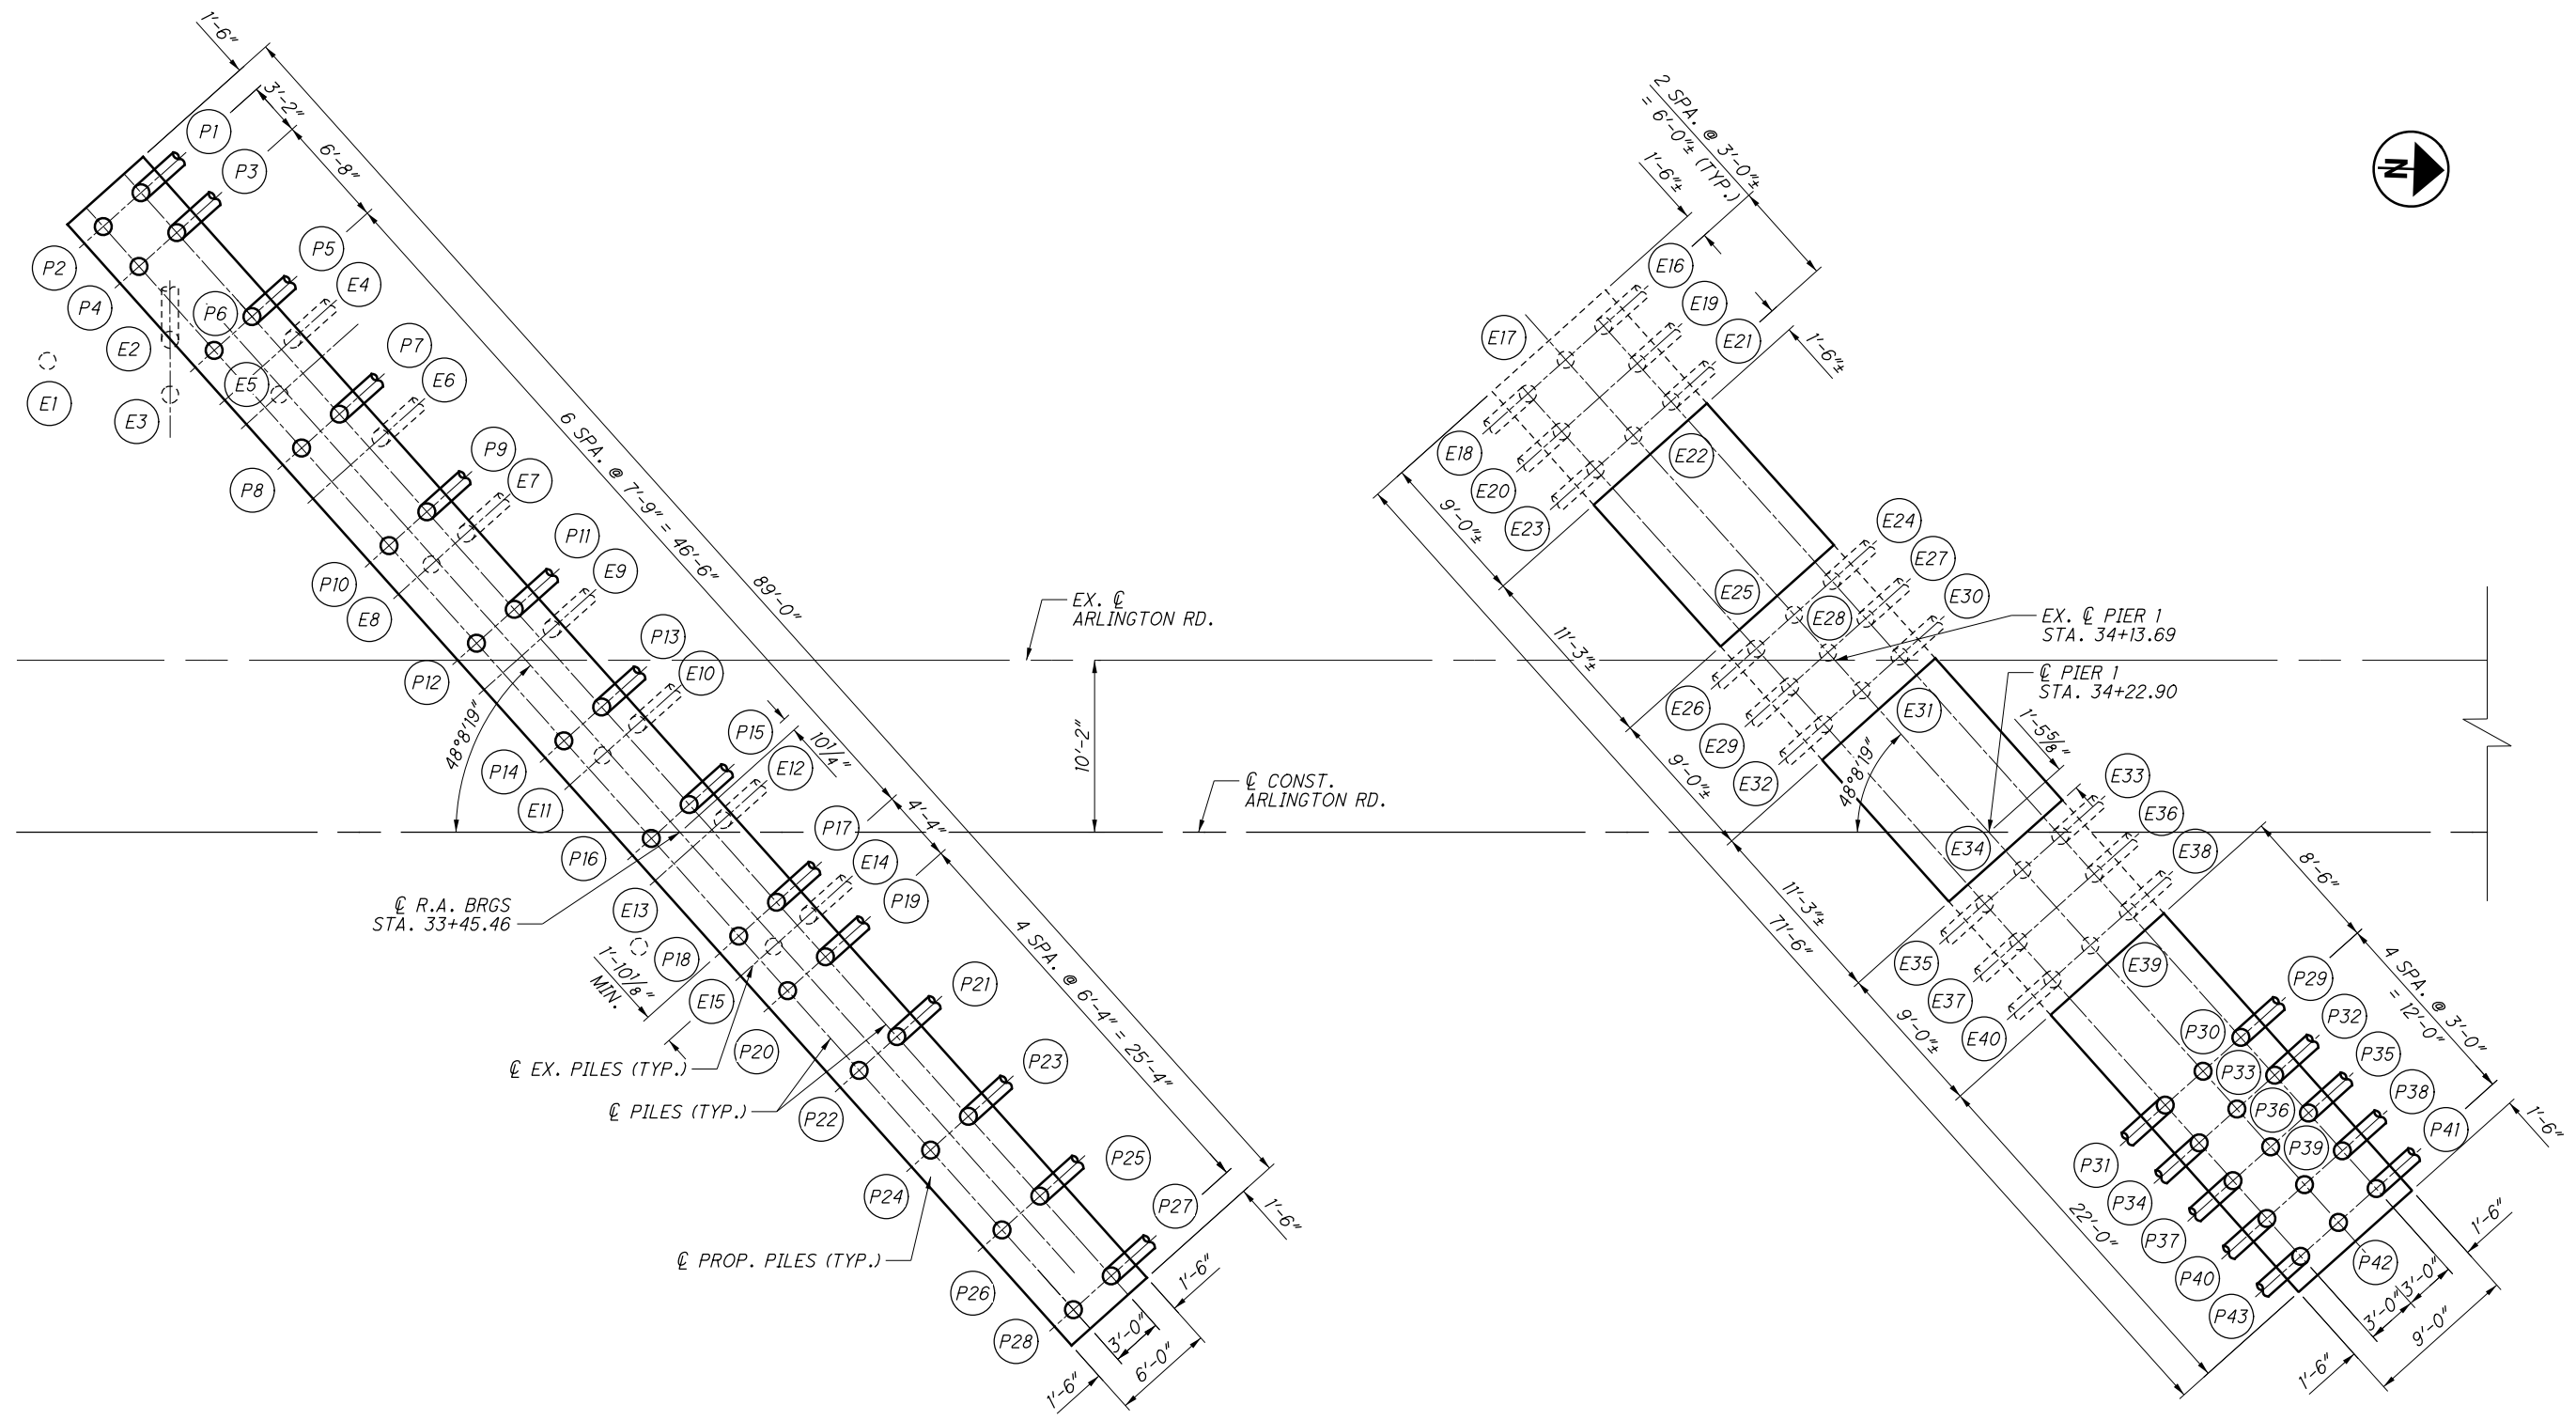 1'-6"
3'-2"
6'-8"
P1
P3
P2
P4
E2
P6
P5
E4
E1
E3
E5
P7
E6
P8
P9
E7
6 SPA. @ 7'-9" = 46'-6"
89'-0"
P10
E8
P11
E9
P12
P13
E10
48°8'19"
P14
E11
P15
E12
10¼"
P16
P17
E14
P19
4'-4"
℄ R.A. BRGS
STA. 33+45.46
E13
P18
1'-10⅛"
MIN.
E15
P20
4 SPA. @ 6'-4" = 25'-4"
P21
℄ EX. PILES (TYP.)
℄ PILES (TYP.)
P22
P23
P24
P25
P27
1'-6"
℄ PROP. PILES (TYP.)
P26
P28
1'-6"
3'-0"
6'-0"
1'-6"
EX. ℄
ARLINGTON RD.
10'-2"
℄ CONST.
ARLINGTON RD.
N
2 SPA. @ 3'-0"±
= 6'-0"± (TYP.)
1'-6"±
E16
E19
E21
1'-6"±
E17
E18
E20
E23
E22
9'-0"±
E24
E27
E30
E25
E28
11'-3"±
EX. ℄ PIER 1
STA. 34+13.69
℄ PIER 1
STA. 34+22.90
E26
E29
E32
E31
1'-5⅝"
9'-0"±
48°8'19"
E33
E36
E38
E34
11'-3"±
71'-6"
8'-6"
E35
E37
E40
E39
9'-0"±
4 SPA. @ 3'-0"
= 12'-0"
P29
P32
P35
P38
P41
P30
P33
P36
P39
1'-6"
P31
P34
P37
P40
P43
P42
22'-0"
1'-6"
3'-0"
3'-0"
9'-0"
1'-6"